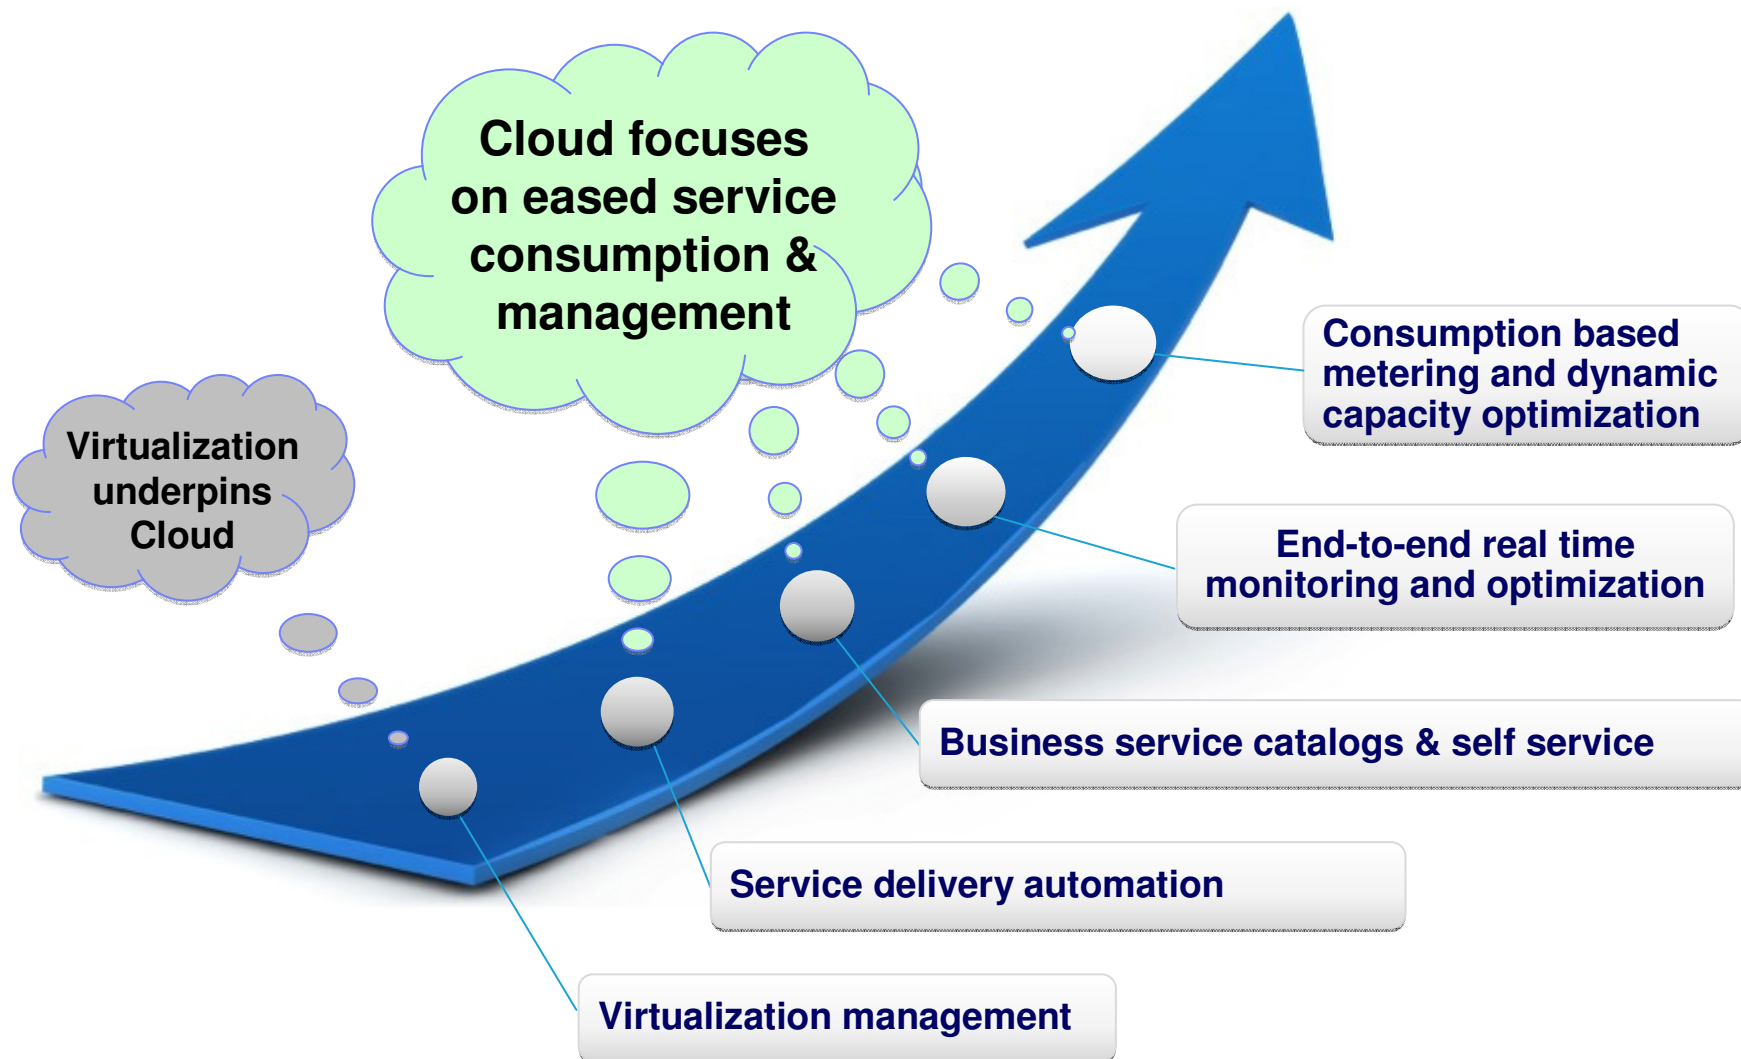 Cloud focuses
on eased service
consumption &
management
Virtualization
underpins
Cloud
Consumption based
metering and dynamic
capacity optimization
End-to-end real time
monitoring and optimization
Business service catalogs & self service
Service delivery automation
Virtualization management